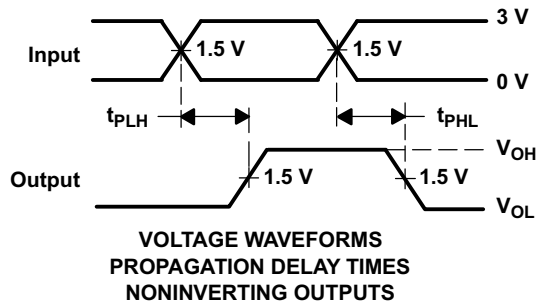 3 V
Input
1.5 V
1.5 V
0 V
tPLH
tPHL
VOH
Output
1.5 V
1.5 V
VOL
VOLTAGE WAVEFORMS
PROPAGATION DELAY TIMES
NONINVERTING OUTPUTS